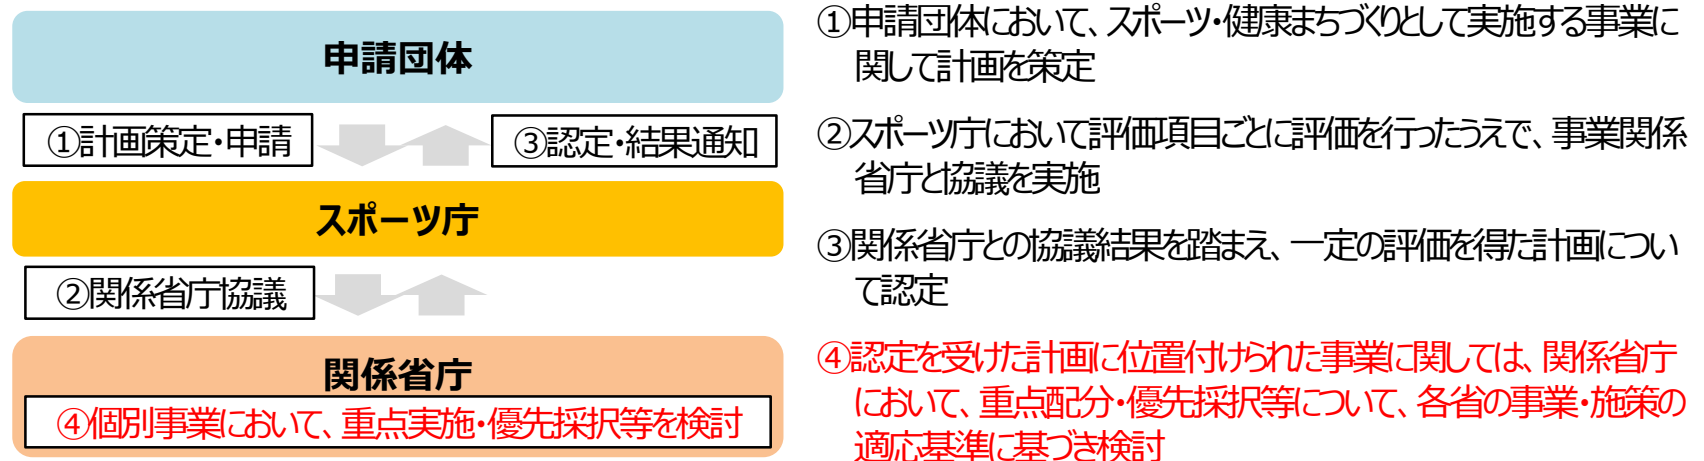 申請団体
①計画策定・申請
③認定・結果通知
スポーツ庁
②関係省庁協議
関係省庁
④個別事業において、重点実施・優先採択等を検討
①申請団体において、スポーツ・健康まちづくりとして実施する事業に
関して計画を策定
②スポーツ庁において評価項目ごとに評価を行ったうえで、事業関係
省庁と協議を実施
③関係省庁との協議結果を踏まえ、一定の評価を得た計画につい
て認定
④認定を受けた計画に位置付けられた事業に関しては、関係省庁
において、重点配分・優先採択等について、各省の事業・施策の
適応基準に基づき検討